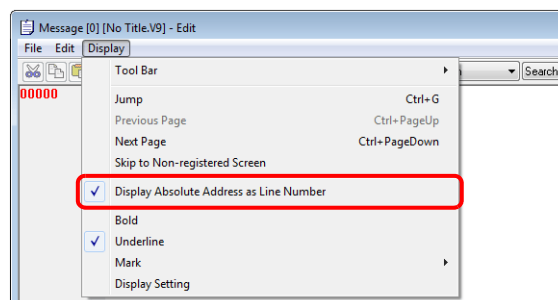 Message [0] [No Title.V9] - Edit
File Edit Display
Search
00000
Tool Bar
Jump Ctrl+G
Previous Page Ctrl+PageUp
Next Page Ctrl+PageDown
Skip to Non-registered Screen
Display Absolute Address as Line Number
Bold
Underline
Mark
Display Setting